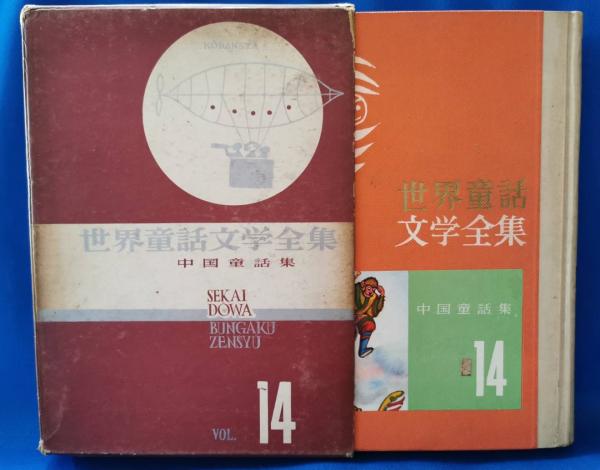 KÔDANSYA
世界童話文学全集
中国童話集
SEKAI
DOWA
BUNGAKU
ZENSYU
VOL. 14
世界童話
文学全集
中国童話集
14